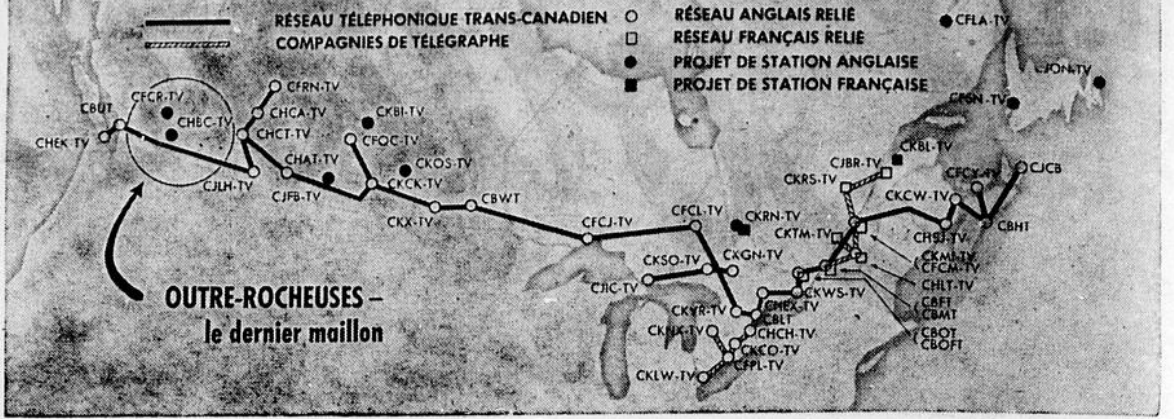 RÉSEAU TÉLÉPHONIQUE TRANS-CANADIEN
COMPAGNIES DE TÉLÉGRAPHE
RÉSEAU ANGLAIS RELIÉ
RÉSEAU FRANÇAIS RELIÉ
PROJET DE STATION ANGLAISE
PROJET DE STATION FRANÇAISE
CFLA-TV
CJON-TV
CFSN-TV
CHEK-TV
CBUT
CFCR-TV
CHBC-TV
CFRN-TV
CHCA-TV
CHCT-TV
CJLH-TV
CHAT-TV
CJFB-TV
CKBI-TV
CFQC-TV
CKOS-TV
CKCK-TV
CKX-TV
CBWT
CFCJ-TV
CFCL-TV
CKRN-TV
CKGN-TV
CKSO-TV
CJIC-TV
CKVR-TV
CKNX-TV
CKLW-TV
CFPL-TV
CKCO-TV
CHCH-TV
CBLT
CHEX-TV
CKWS-TV
CKTM-TV
CKRS-TV
CJBR-TV
CKBL-TV
CKCW-TV
CHSJ-TV
CFCY-TV
CJCB
CBHT
CKMI-TV
CFCM-TV
CHLT-TV
CBFT
CBMT
CBOT
CBOFT
OUTRE-ROCHEUSES –
le dernier maillon